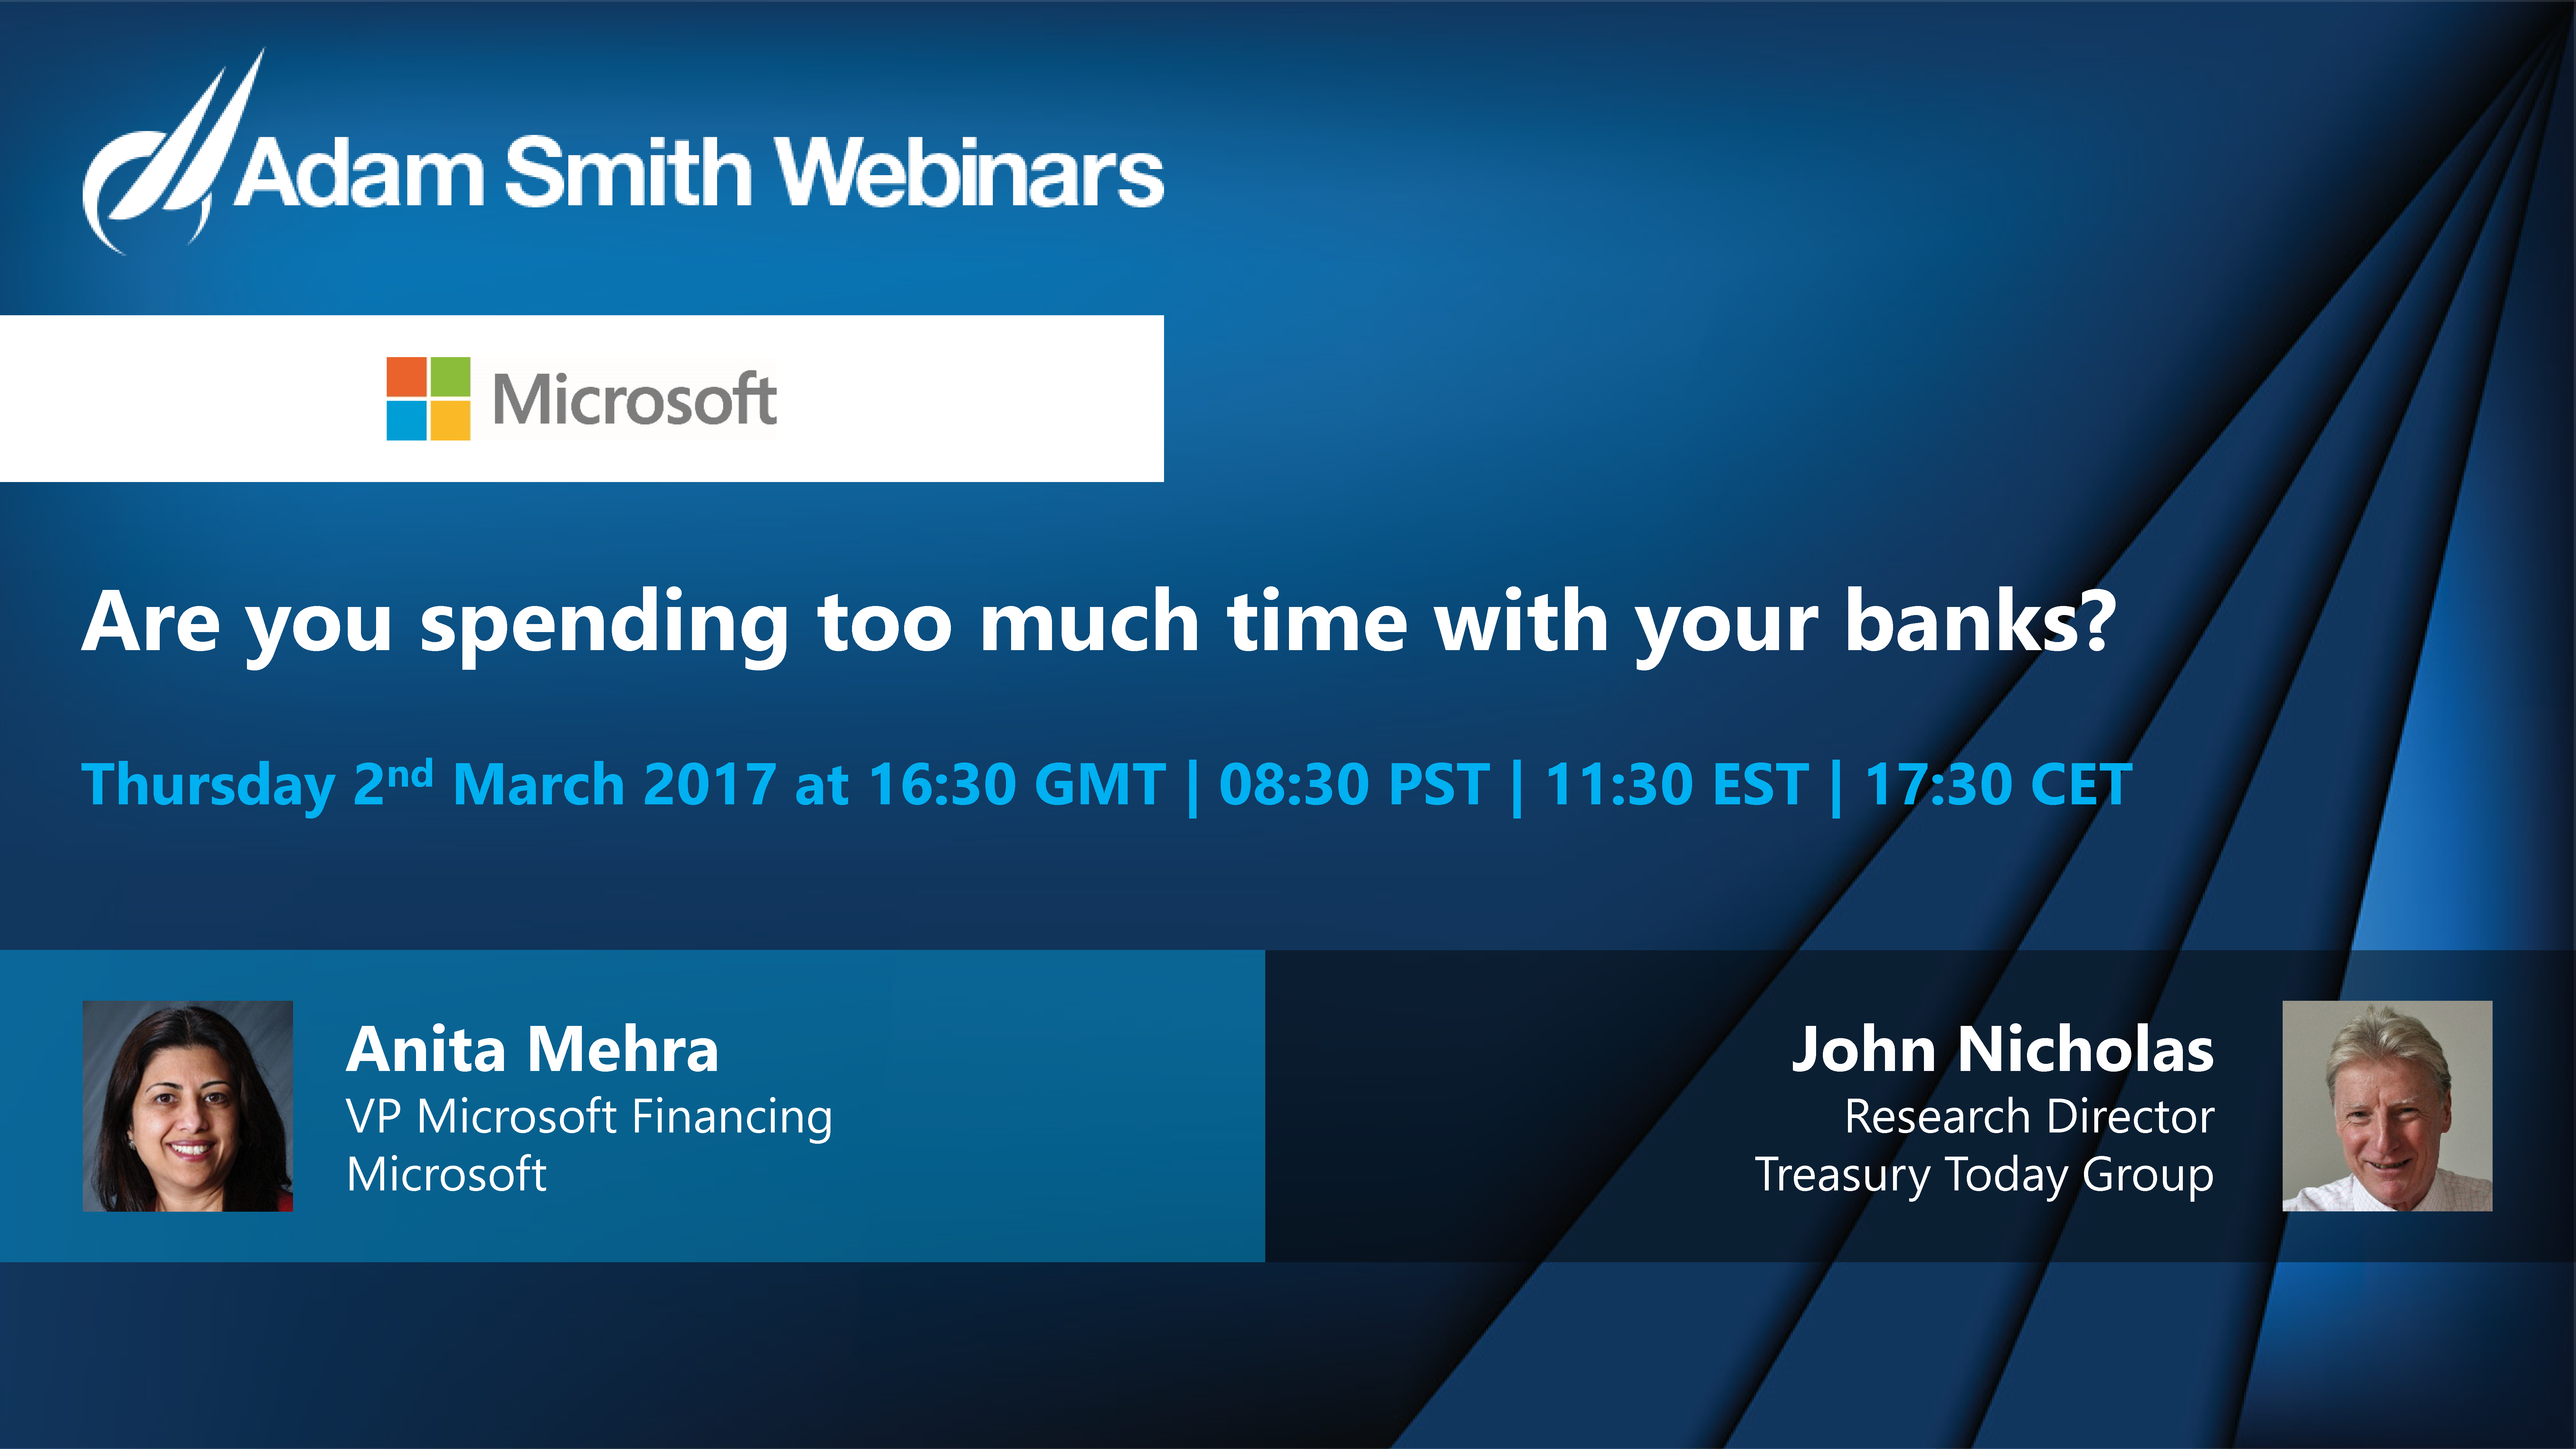 Adam Smith Webinars
Microsoft
Are you spending too much time with your banks?
Thursday 2nd March 2017 at 16:30 GMT | 08:30 PST | 11:30 EST | 17:30 CET
Anita Mehra
VP Microsoft Financing
Microsoft
John Nicholas
Research Director
Treasury Today Group